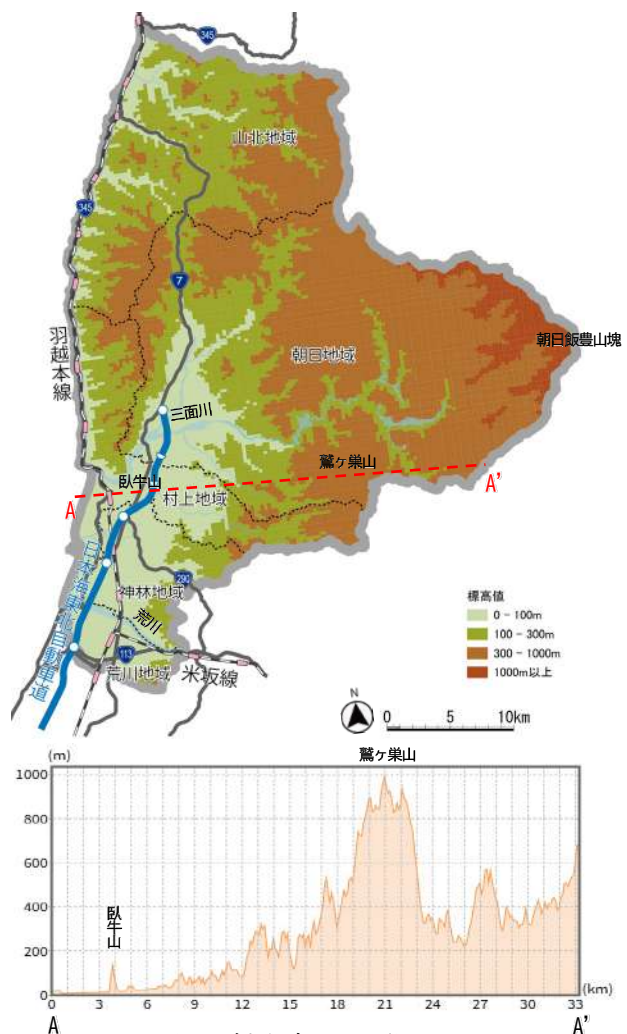 345
山北地域
345
7
羽越本線
朝日飯豊山塊
朝日地域
三面川
鷲ヶ巣山
臥牛山
A
A'
村上地域
日本海東北自動車道
神林地域
290
荒川
113
荒川地域
米坂線
標高値
0 - 100m
100 - 300m
300 - 1000m
1000m以上
N
0 5 10km
鷲ヶ巣山
(m)
1000
800
600
400
200
0
臥牛山
0 3 6 9 12 15 18 21 24 27 30 33
(km)
A
A'